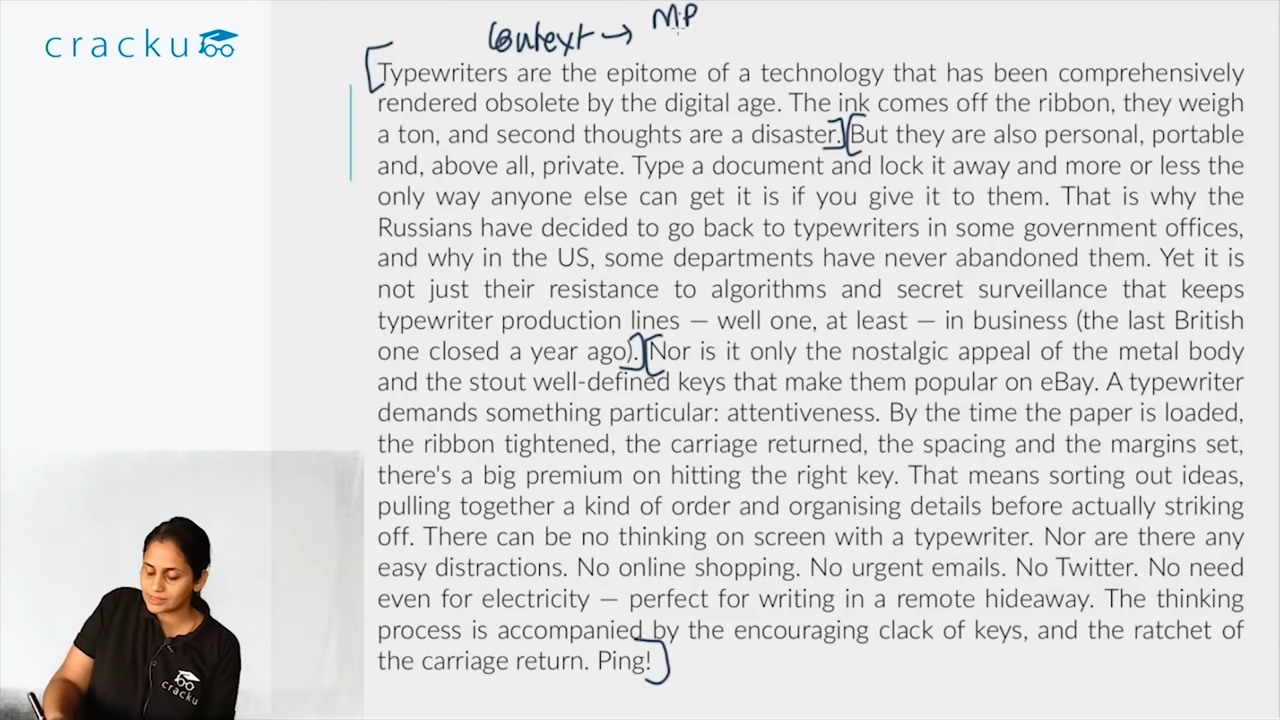 cracku
Context → MP
Typewriters are the epitome of a technology that has been comprehensively
rendered obsolete by the digital age. The ink comes off the ribbon, they weigh
a ton, and second thoughts are a disaster. But they are also personal, portable
and, above all, private. Type a document and lock it away and more or less the
only way anyone else can get it is if you give it to them. That is why the
Russians have decided to go back to typewriters in some government offices,
and why in the US, some departments have never abandoned them. Yet it is
not just their resistance to algorithms and secret surveillance that keeps
typewriter production lines — well one, at least — in business (the last British
one closed a year ago). Nor is it only the nostalgic appeal of the metal body
and the stout well-defined keys that make them popular on eBay. A typewriter
demands something particular: attentiveness. By the time the paper is loaded,
the ribbon tightened, the carriage returned, the spacing and the margins set,
there's a big premium on hitting the right key. That means sorting out ideas,
pulling together a kind of order and organising details before actually striking
off. There can be no thinking on screen with a typewriter. Nor are there any
easy distractions. No online shopping. No urgent emails. No Twitter. No need
even for electricity — perfect for writing in a remote hideaway. The thinking
process is accompanied by the encouraging clack of keys, and the ratchet of
the carriage return. Ping!
cracku